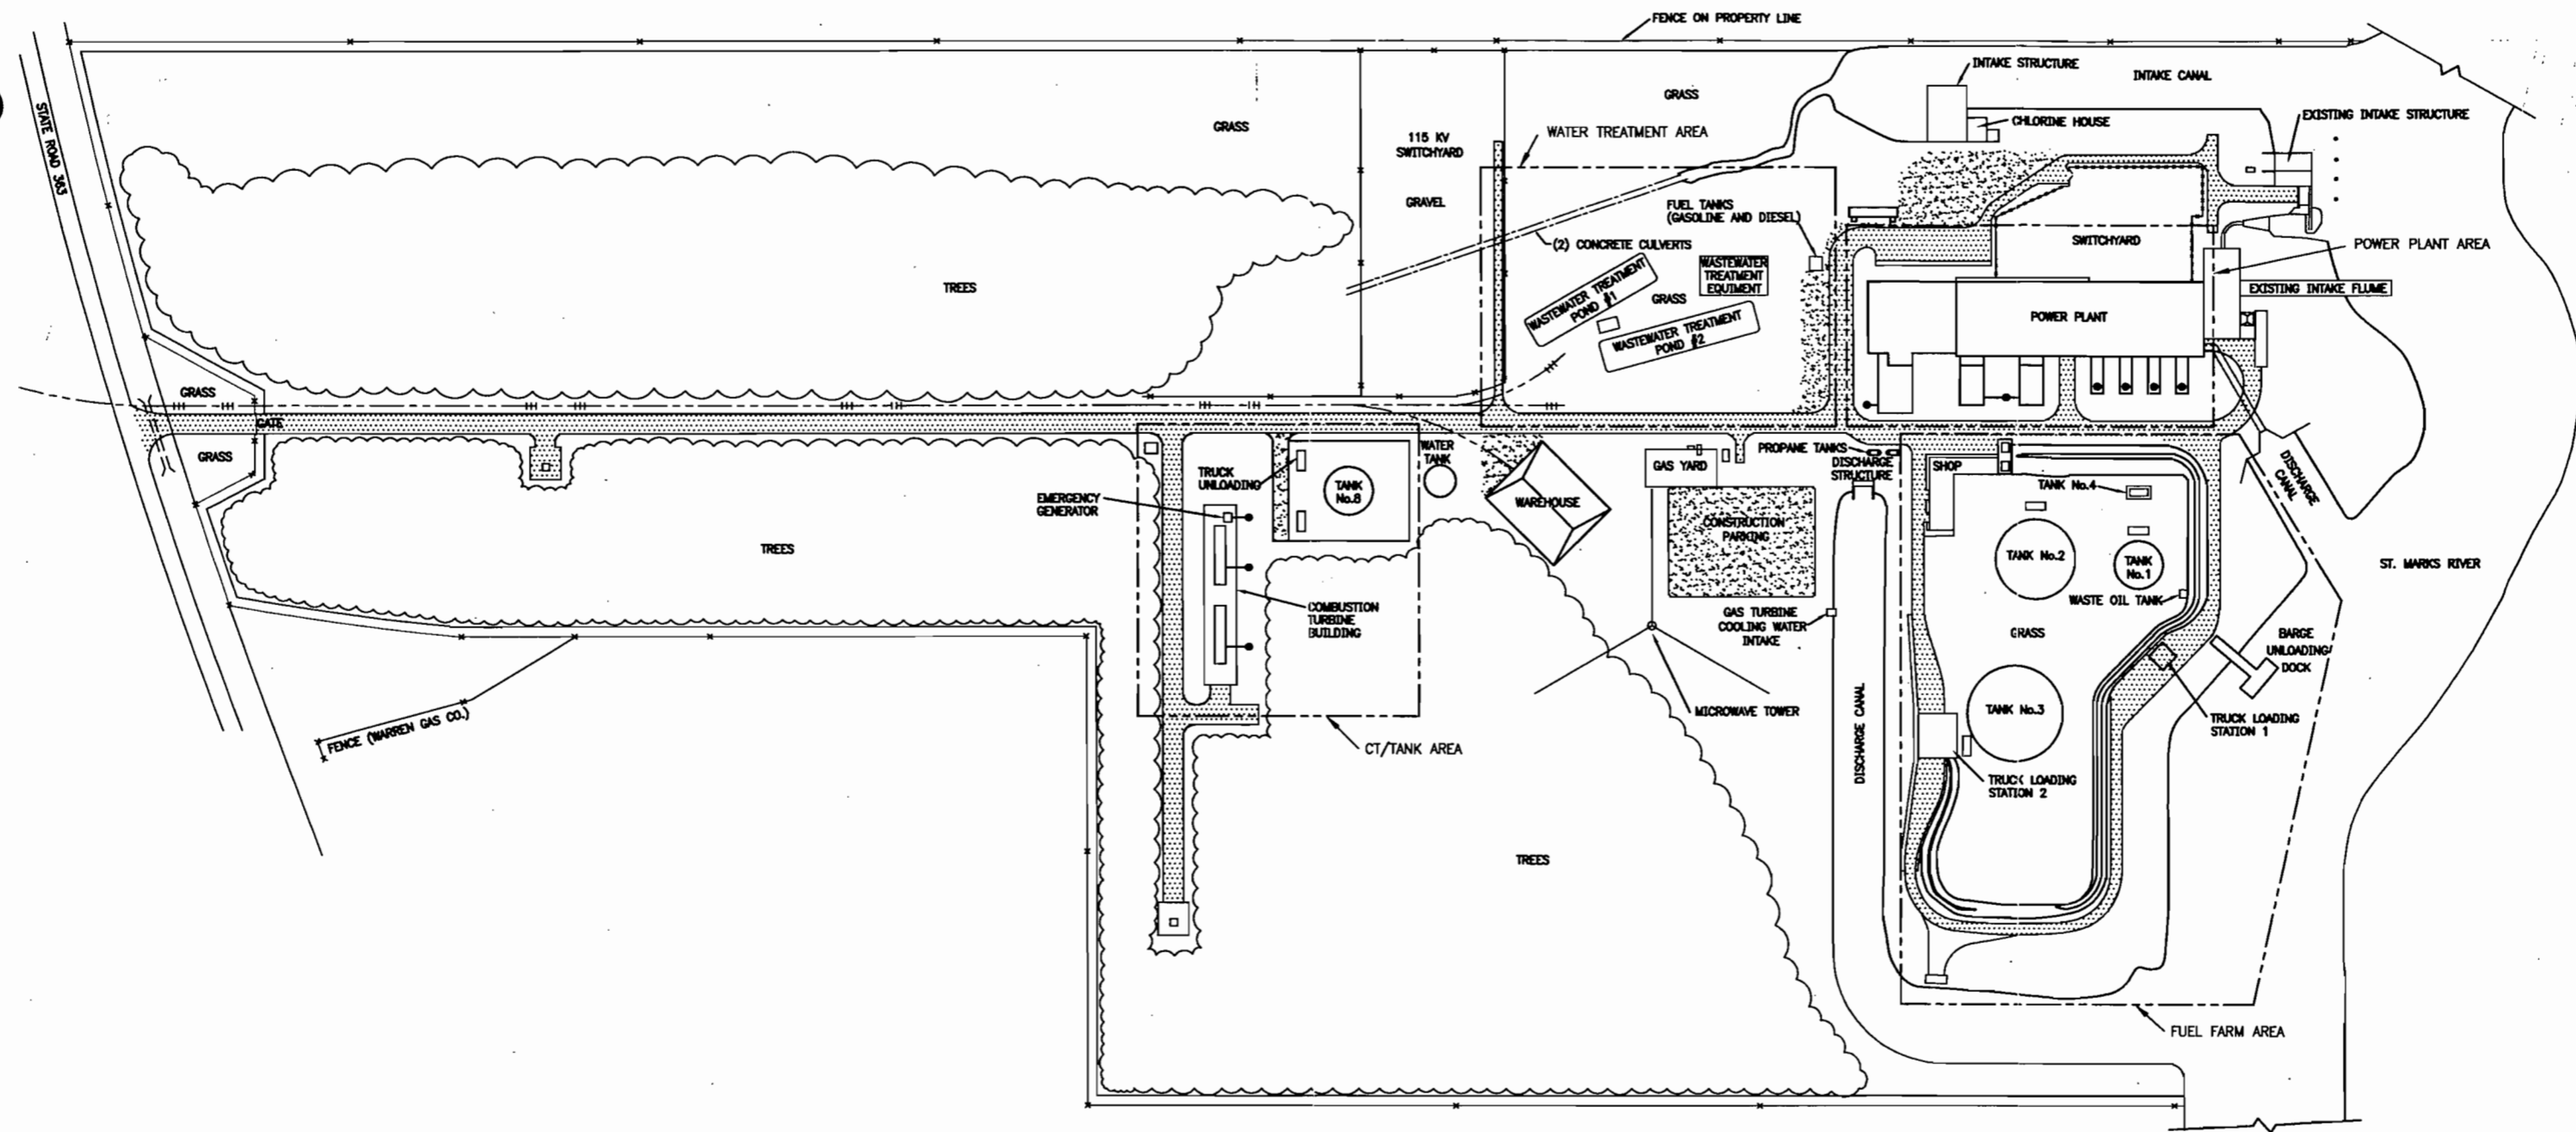 FENCE ON PROPERTY LINE
STATE ROAD 363
INTAKE STRUCTURE
INTAKE CANAL
GRASS
GRASS
CHLORINE HOUSE
EXISTING INTAKE STRUCTURE
115 KV
SWITCHYARD
WATER TREATMENT AREA
GRAVEL
FUEL TANKS
(GASOLINE AND DIESEL)
(2) CONCRETE CULVERTS
SWITCHYARD
POWER PLANT AREA
WASTEWATER
TREATMENT
EQUIMENT
WASTEWATER TREATMENT
POND #1
GRASS
TREES
EXISTING INTAKE FLUME
WASTEWATER TREATMENT
POND #2
POWER PLANT
GRASS
GATE
GRASS
WATER
TANK
TRUCK
UNLOADING
TANK
No.8
EMERGENCY
GENERATOR
WAREHOUSE
GAS YARD
PROPANE TANKS
DISCHARGE
STRUCTURE
SHOP
TANK No.4
DISCHARGE
CANAL
CONSTRUCTION
PARKING
TREES
TANK No.2
TANK
No.1
ST. MARKS RIVER
WASTE OIL TANK
COMBUSTION
TURBINE
BUILDING
GAS TURBINE
COOLING WATER
INTAKE
GRASS
BARGE
UNLOADING
DOCK
FENCE (WARREN GAS CO.)
MICROWAVE TOWER
TANK No.3
TRUCK LOADING
STATION 1
CT/TANK AREA
DISCHARGE CANAL
TRUCK LOADING
STATION 2
TREES
FUEL FARM AREA